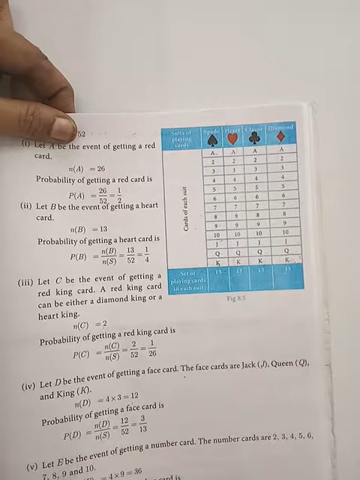 52
(i) Let A be the event of getting a red
card.
n(A) = 26
Probability of getting a red card is
P(A) = 26/52 = 1/2
(ii) Let B be the event of getting a heart
card.
n(B) = 13
Probability of getting a heart card is
P(B) = n(B)/n(S) = 13/52 = 1/4
(iii) Let C be the event of getting a
red king card. A red king card
can be either a diamond king or a
heart king.
n(C) = 2
Probability of getting a red king card is
P(C) = n(C)/n(S) = 2/52 = 1/26
(iv) Let D be the event of getting a face card. The face cards are Jack (J), Queen (Q),
and King (K).
n(D) = 4 × 3 = 12
Probability of getting a face card is
P(D) = n(D)/n(S) = 12/52 = 3/13
(v) Let E be the event of getting a number card. The number cards are 2, 3, 4, 5, 6,
7, 8, 9 and 10.
= 4 × 9 = 36
card is
Suits of playing cards Spade Heart Diamond
Cards of each suit
A A A A
2 2 2 2
3 3 3 3
4 4 4 4
5 5 5 5
6 6 6 6
7 7 7 7
8 8 8 8
9 9 9 9
10 10 10 10
J J J J
Q Q Q Q
K K K K
Set of playing cards in each suit 13 13 13 13